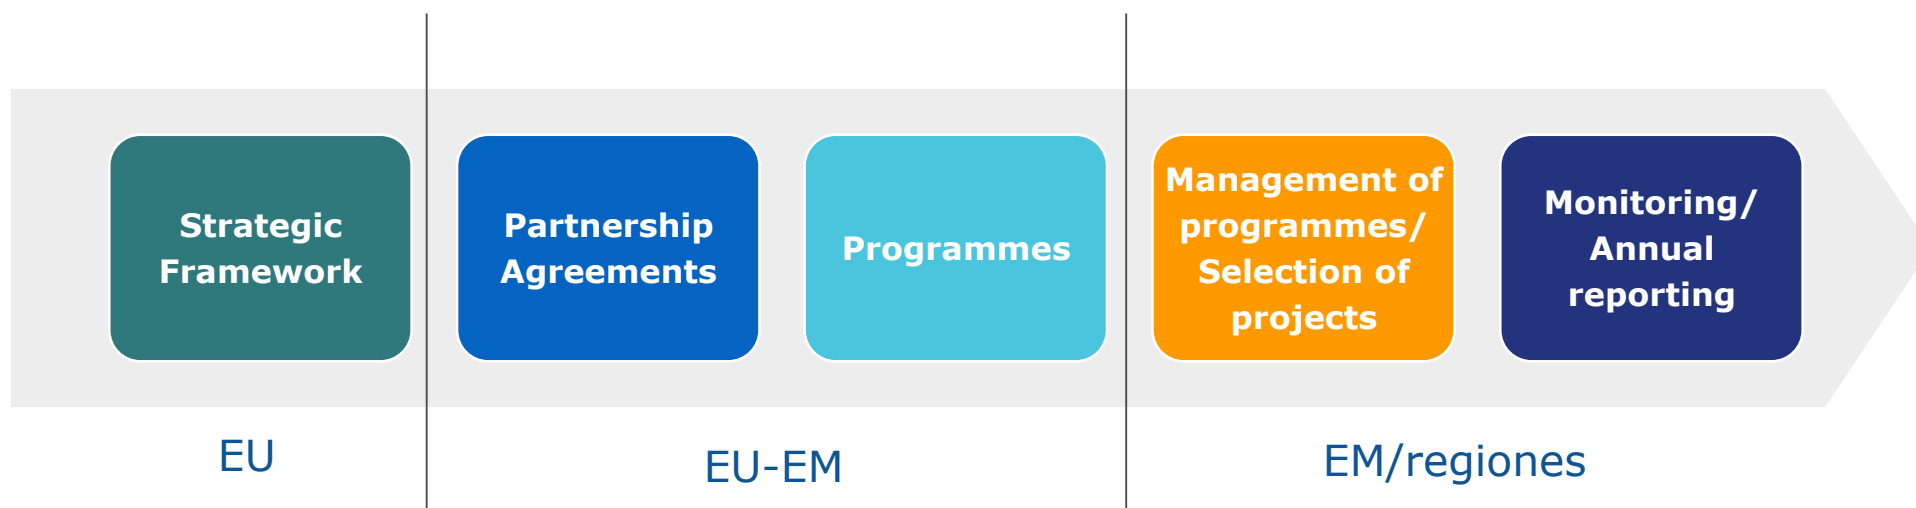 Strategic
Framework
Partnership
Agreements
Programmes
Management of
programmes/
Selection of
projects
Monitoring/
Annual
reporting
EU
EU-EM
EM/regiones